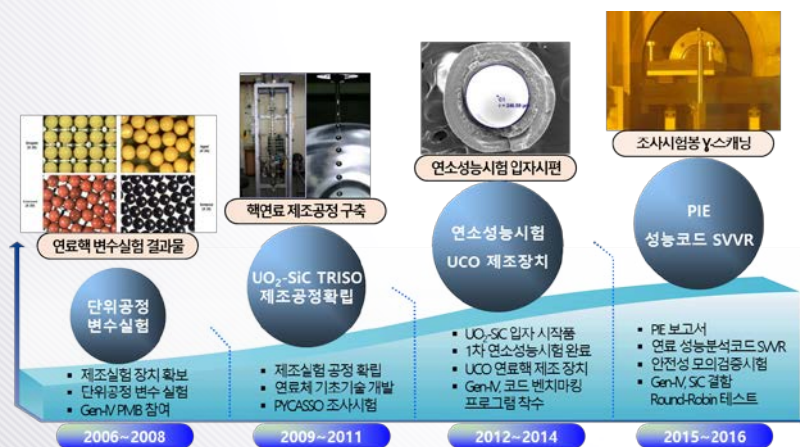 연료핵 변수실험 결과물
단위공정
변수실험
▪ 제조실험 장치 확보
▪ 단위공정 변수 실험
▪ Gen-IV PMB 참여
2006~2008
핵연료 제조공정 구축
UO₂-SiC TRISO
제조공정확립
▪ 제조실험 공정 확립
▪ 연료체 기초기술 개발
▪ PYCASSO 조사시험
2009~2011
연소성능시험 입자시편
연소성능시험
UCO 제조장치
▪ UO₂-SiC 입자 시작품
▪ 1차 연소성능시험 완료
▪ UCO 연료핵 제조 장치
▪ Gen-IV, 코드 벤치마킹
프로그램 착수
2012~2014
조사시험봉 γ-스캐닝
PIE
성능코드 SVVR
▪ PIE 보고서
▪ 연료 성능분석코드 SVVR
▪ 안전성 모의검증시험
▪ Gen-IV, SiC 결함
Round-Robin 테스트
2015~2016